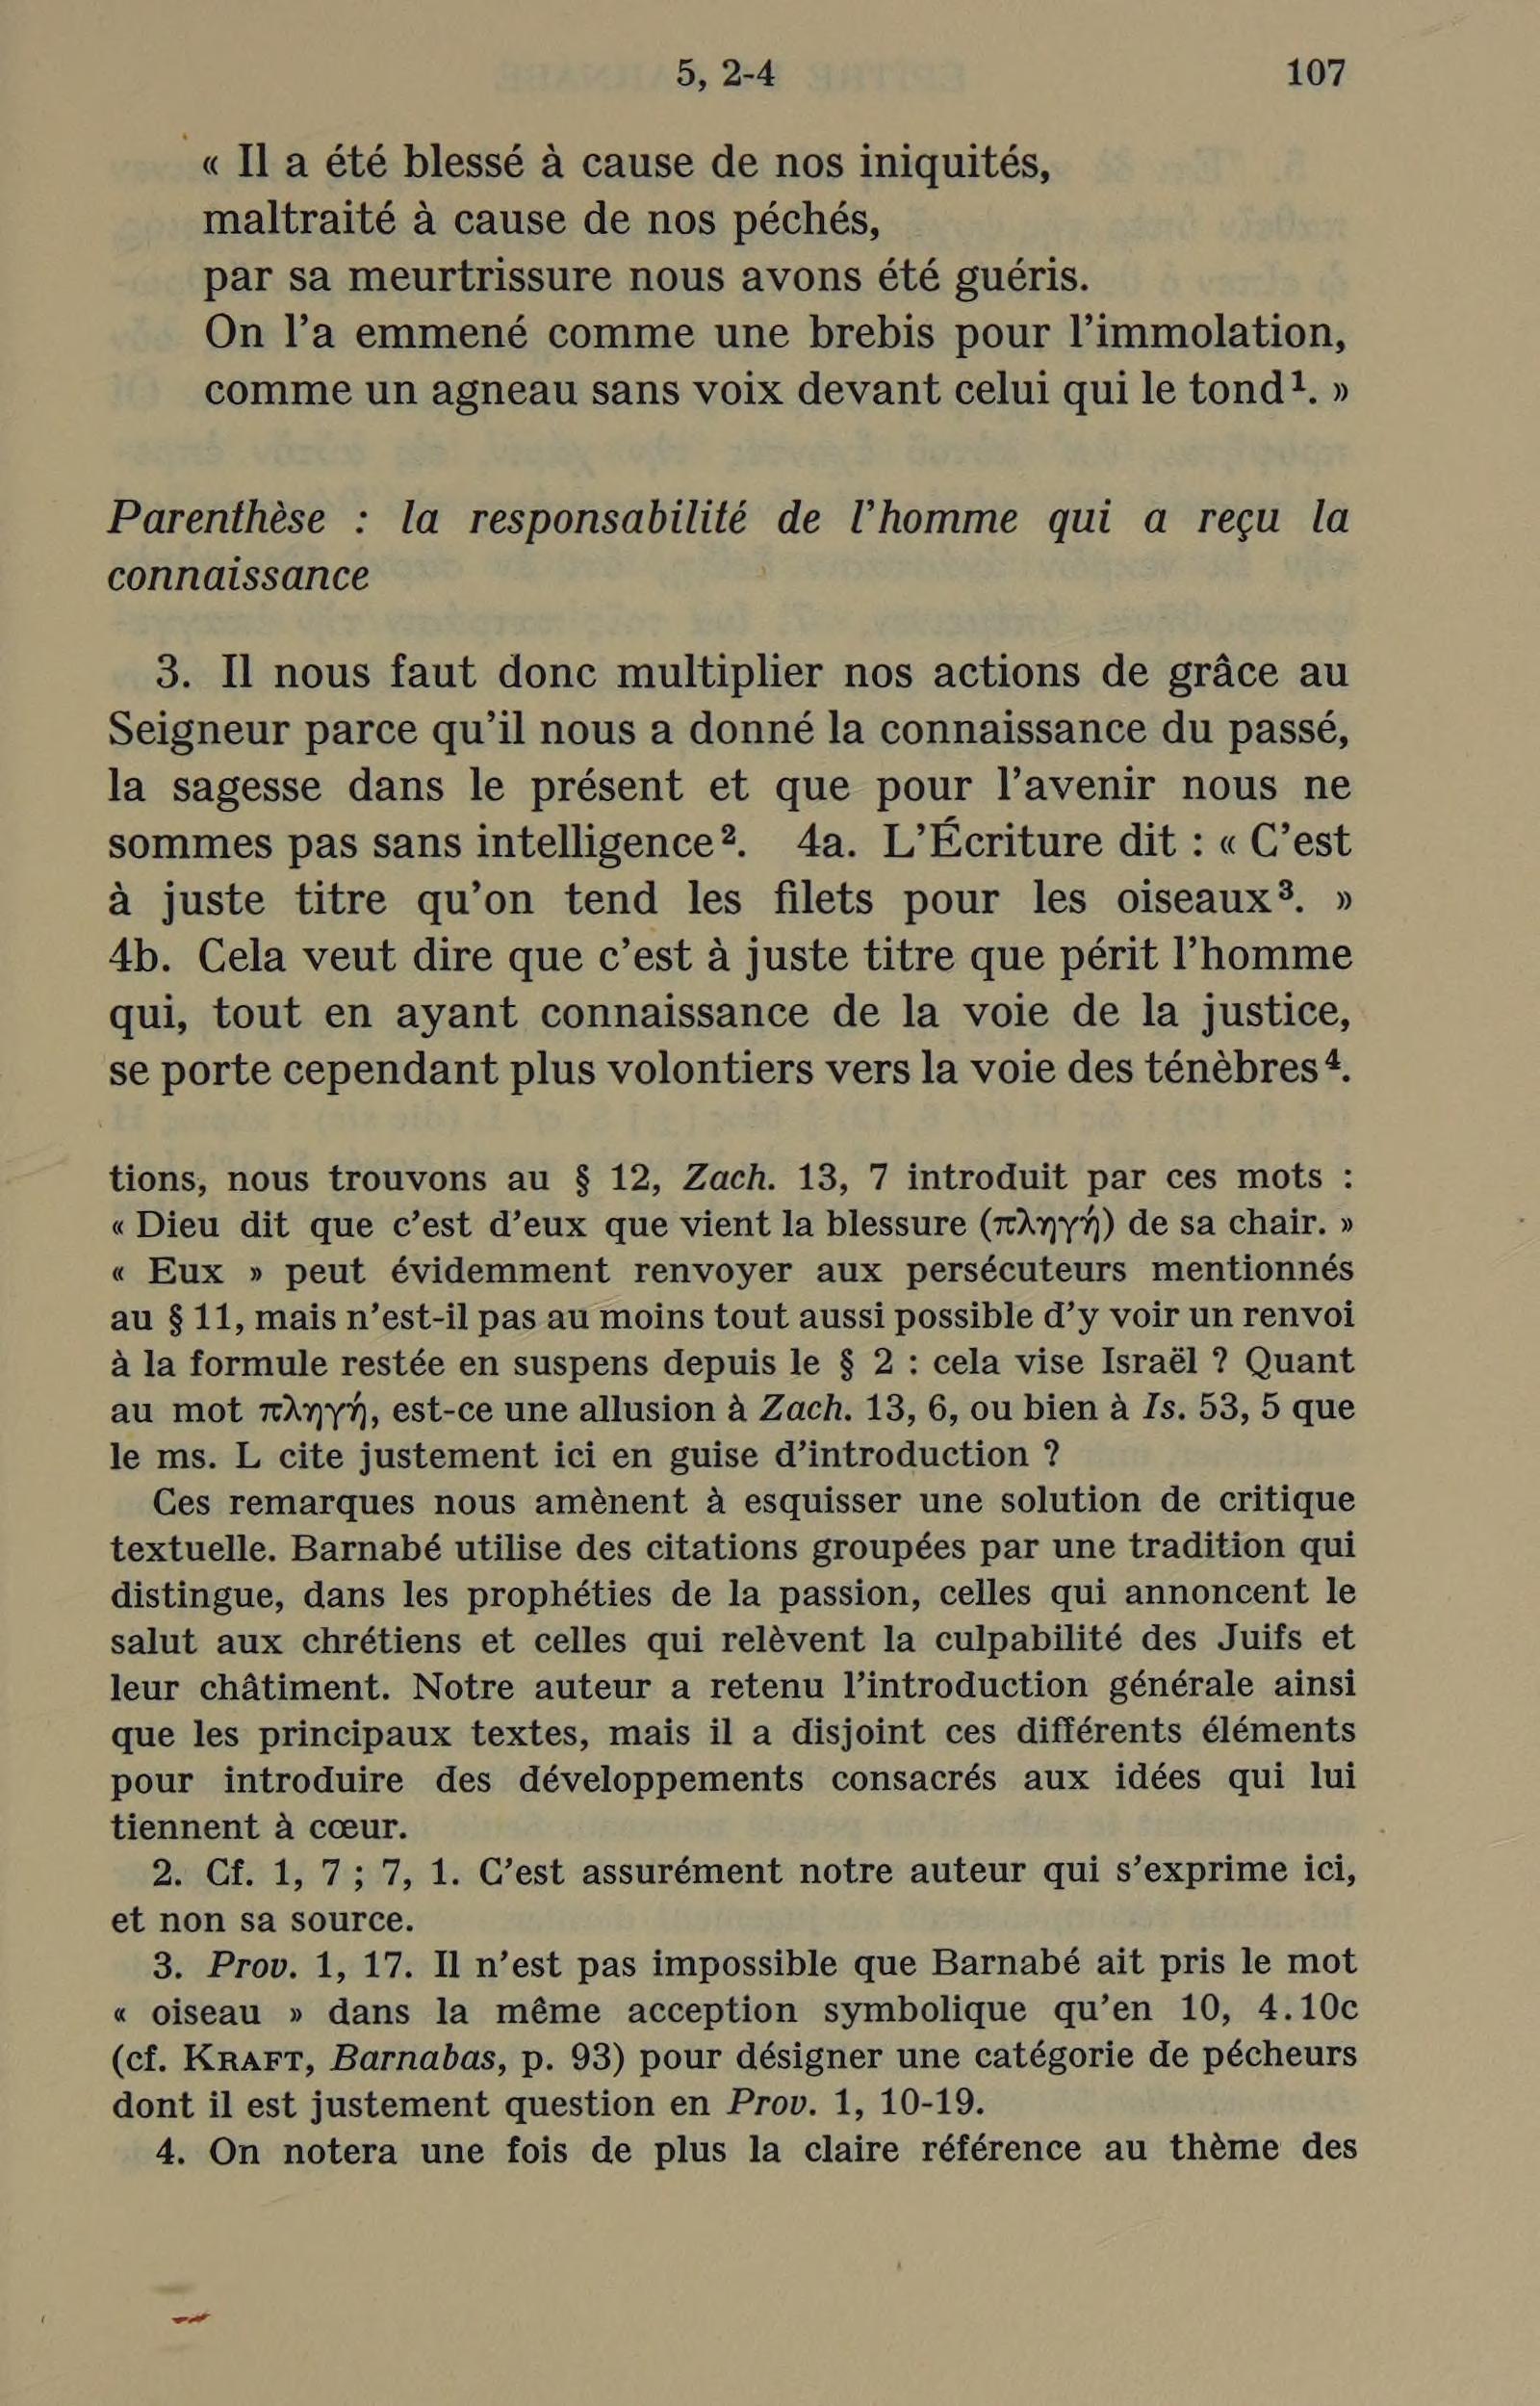 5, 2-4 107
« Il a été blessé à cause de nos iniquités,
maltraité à cause de nos péchés,
par sa meurtrissure nous avons été guéris.
On l’a emmené comme une brebis pour l’immolation,
comme un agneau sans voix devant celui qui le tond¹. »
Parenthèse : la responsabilité de l’homme qui a reçu la
connaissance
3. Il nous faut donc multiplier nos actions de grâce au
Seigneur parce qu’il nous a donné la connaissance du passé,
la sagesse dans le présent et que pour l’avenir nous ne
sommes pas sans intelligence². 4a. L’Écriture dit : « C’est
à juste titre qu’on tend les filets pour les oiseaux³. »
4b. Cela veut dire que c’est à juste titre que périt l’homme
qui, tout en ayant connaissance de la voie de la justice,
se porte cependant plus volontiers vers la voie des ténèbres⁴.
tions, nous trouvons au § 12, Zach. 13, 7 introduit par ces mots :
« Dieu dit que c’est d’eux que vient la blessure (πληγή) de sa chair. »
« Eux » peut évidemment renvoyer aux persécuteurs mentionnés
au § 11, mais n’est-il pas au moins tout aussi possible d’y voir un renvoi
à la formule restée en suspens depuis le § 2 : cela vise Israël ? Quant
au mot πληγή, est-ce une allusion à Zach. 13, 6, ou bien à Is. 53, 5 que
le ms. L cite justement ici en guise d’introduction ?
Ces remarques nous amènent à esquisser une solution de critique
textuelle. Barnabé utilise des citations groupées par une tradition qui
distingue, dans les prophéties de la passion, celles qui annoncent le
salut aux chrétiens et celles qui relèvent la culpabilité des Juifs et
leur châtiment. Notre auteur a retenu l’introduction générale ainsi
que les principaux textes, mais il a disjoint ces différents éléments
pour introduire des développements consacrés aux idées qui lui
tiennent à cœur.
2. Cf. 1, 7 ; 7, 1. C’est assurément notre auteur qui s’exprime ici,
et non sa source.
3. Prov. 1, 17. Il n’est pas impossible que Barnabé ait pris le mot
« oiseau » dans la même acception symbolique qu’en 10, 4.10c
(cf. KRAFT, Barnabas, p. 93) pour désigner une catégorie de pécheurs
dont il est justement question en Prov. 1, 10-19.
4. On notera une fois de plus la claire référence au thème des